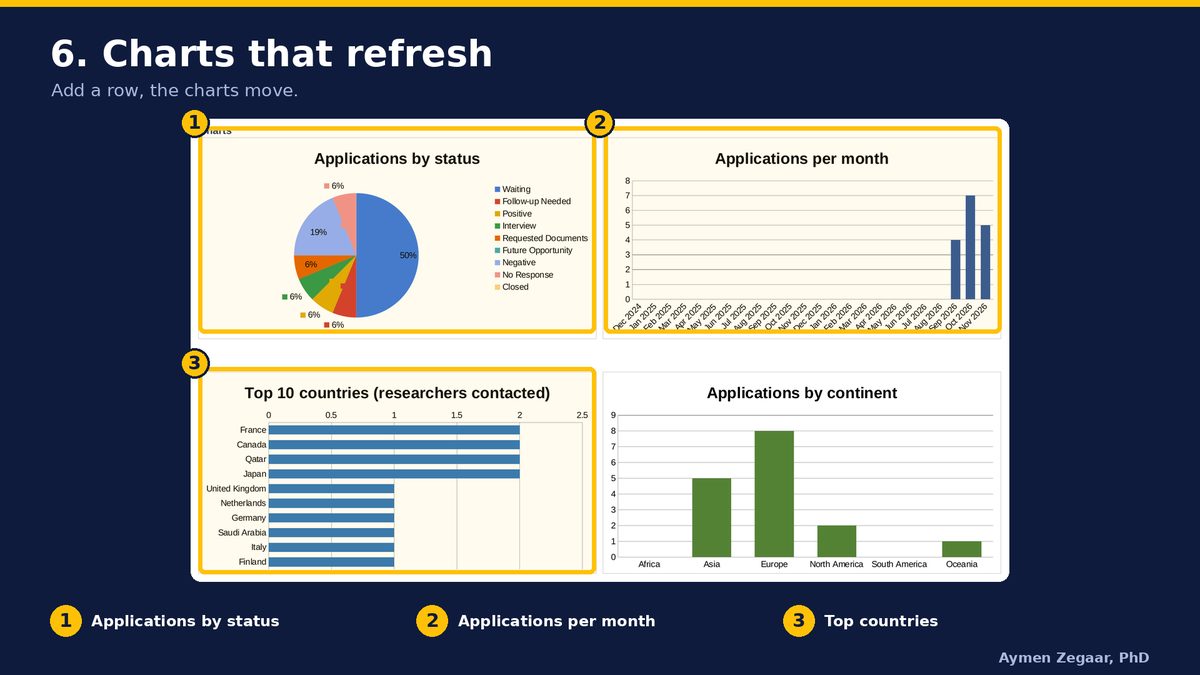 6. Charts that refresh
Add a row, the charts move.
1
2
harts
Applications by status
6%
19%
50%
6%
6%
6%
6%
Waiting
Follow-up Needed
Positive
Interview
Requested Documents
Future Opportunity
Negative
No Response
Closed
Applications per month
8
7
6
5
4
3
2
1
0
Dec 2024
Jan 2025
Feb 2025
Mar 2025
Apr 2025
May 2025
Jun 2025
Jul 2025
Aug 2025
Sep 2025
Oct 2025
Nov 2025
Dec 2025
Jan 2026
Feb 2026
Mar 2026
Apr 2026
May 2026
Jun 2026
Jul 2026
Aug 2026
Sep 2026
Oct 2026
Nov 2026
3
Top 10 countries (researchers contacted)
0 0.5 1 1.5 2 2.5
France
Canada
Qatar
Japan
United Kingdom
Netherlands
Germany
Saudi Arabia
Italy
Finland
Applications by continent
9
8
7
6
5
4
3
2
1
0
Africa Asia Europe North America South America Oceania
1 Applications by status
2 Applications per month
3 Top countries
Aymen Zegaar, PhD